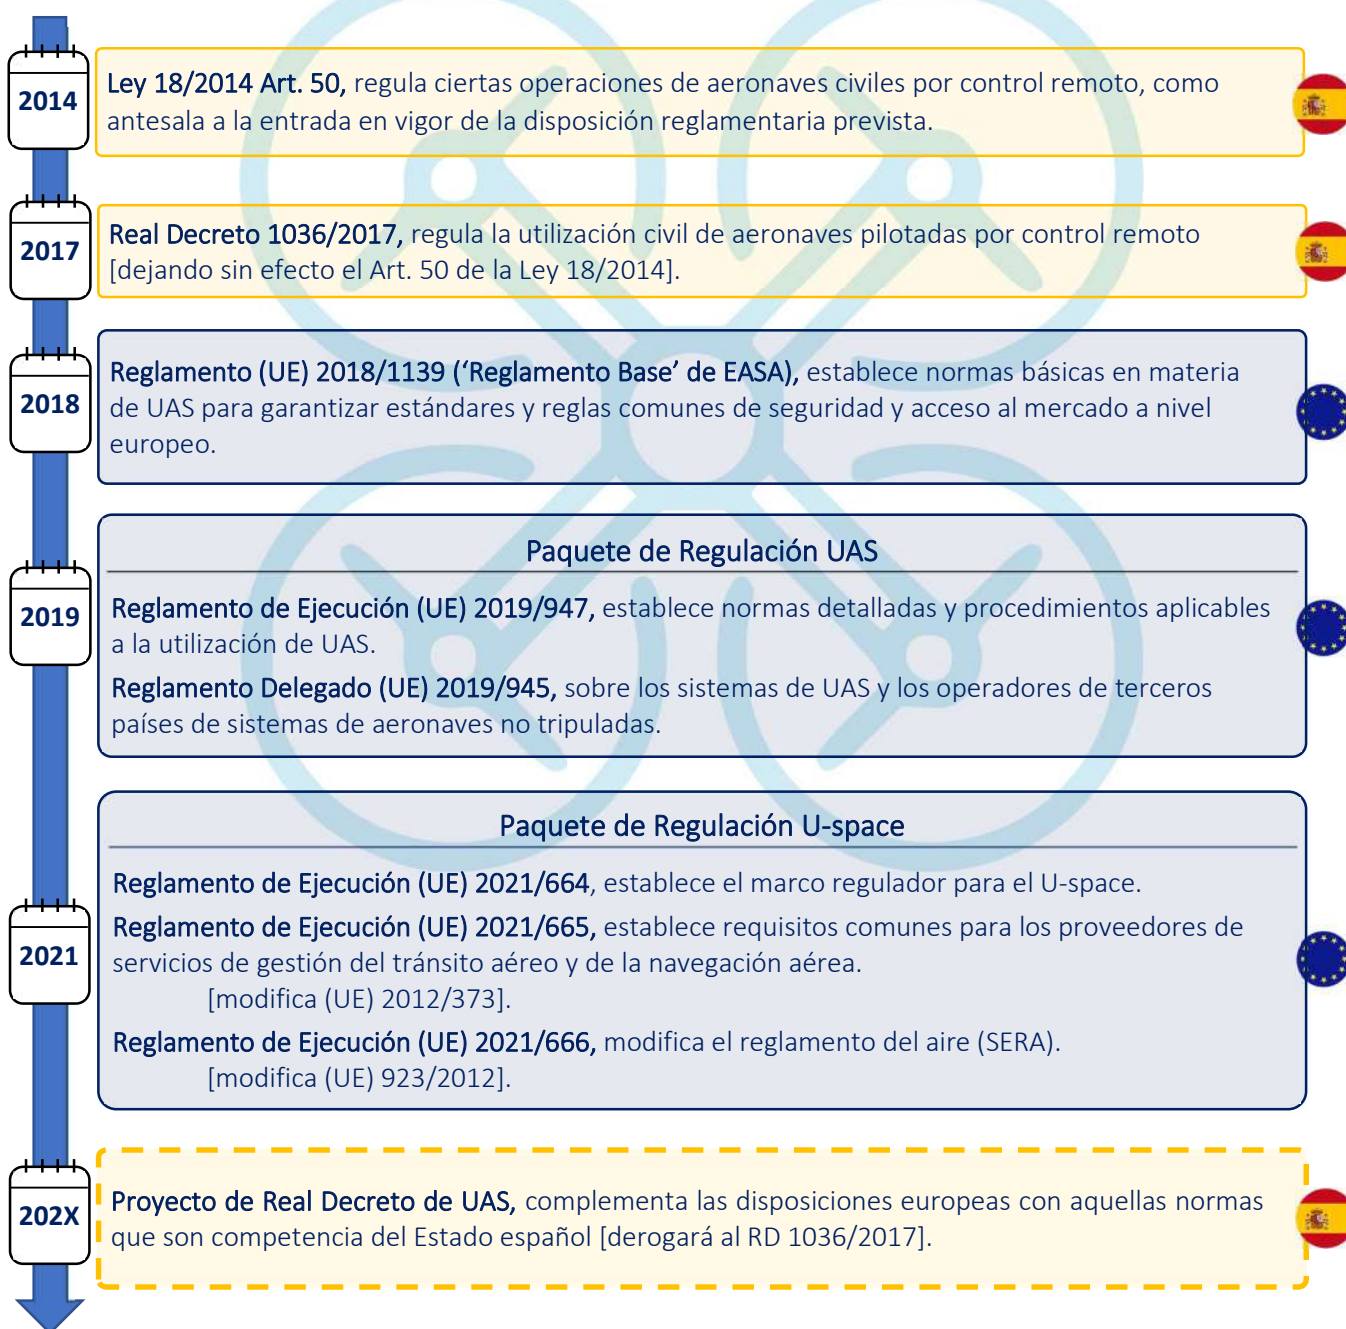 2014
Ley 18/2014 Art. 50, regula ciertas operaciones de aeronaves civiles por control remoto, como
antesala a la entrada en vigor de la disposición reglamentaria prevista.
2017
Real Decreto 1036/2017, regula la utilización civil de aeronaves pilotadas por control remoto
[dejando sin efecto el Art. 50 de la Ley 18/2014].
2018
Reglamento (UE) 2018/1139 (‘Reglamento Base’ de EASA), establece normas básicas en materia
de UAS para garantizar estándares y reglas comunes de seguridad y acceso al mercado a nivel
europeo.
2019
Paquete de Regulación UAS
Reglamento de Ejecución (UE) 2019/947, establece normas detalladas y procedimientos aplicables
a la utilización de UAS.
Reglamento Delegado (UE) 2019/945, sobre los sistemas de UAS y los operadores de terceros
países de sistemas de aeronaves no tripuladas.
2021
Paquete de Regulación U-space
Reglamento de Ejecución (UE) 2021/664, establece el marco regulador para el U-space.
Reglamento de Ejecución (UE) 2021/665, establece requisitos comunes para los proveedores de
servicios de gestión del tránsito aéreo y de la navegación aérea.
[modifica (UE) 2012/373].
Reglamento de Ejecución (UE) 2021/666, modifica el reglamento del aire (SERA).
[modifica (UE) 923/2012].
202X
Proyecto de Real Decreto de UAS, complementa las disposiciones europeas con aquellas normas
que son competencia del Estado español [derogará al RD 1036/2017].